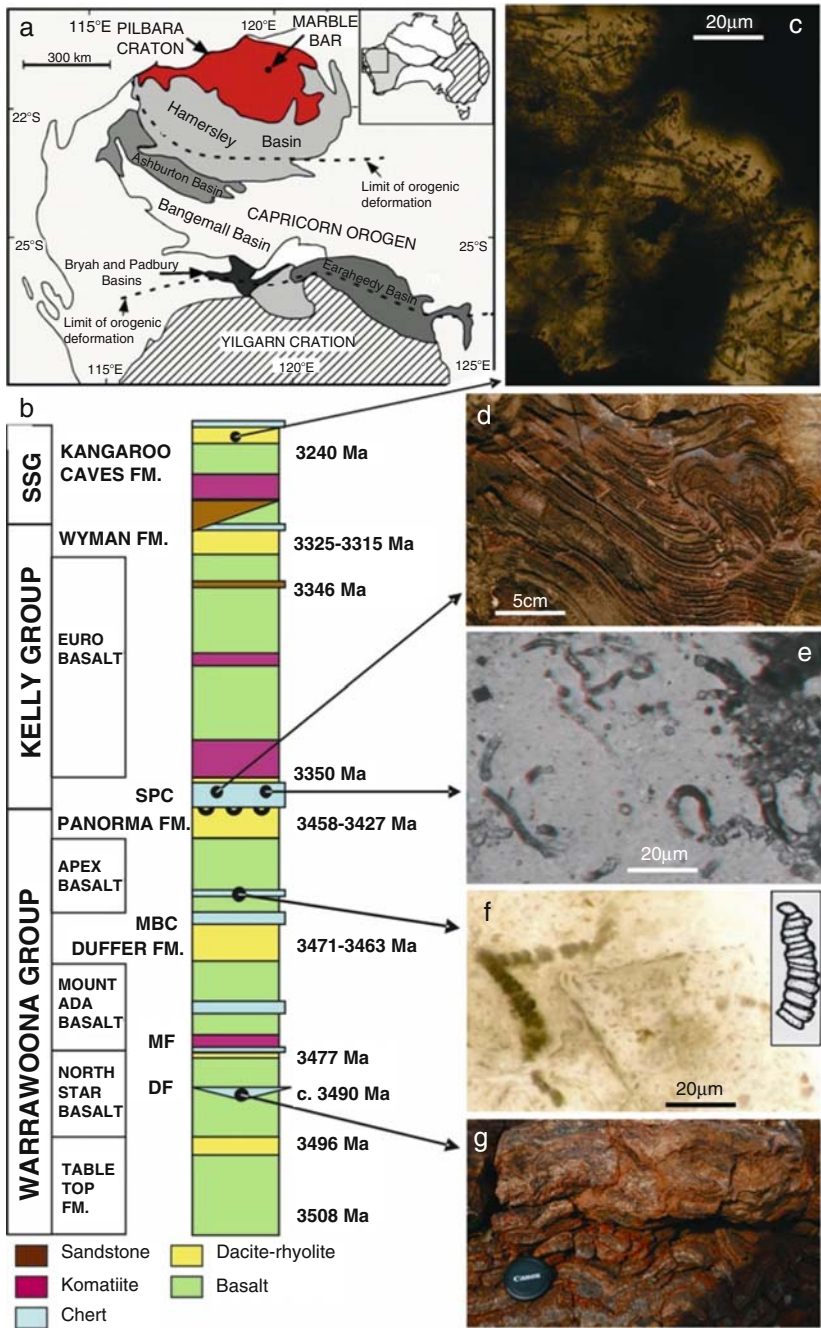 a
115°E
120°E
PILBARA
CRATON
MARBLE
BAR
300 km
22°S
Hamersley
Basin
Ashburton Basin
Limit of orogenic
deformation
Bangemall Basin
CAPRICORN OROGEN
25°S
25°S
Bryah and Padbury
Basins
Earaheedy Basin
Limit of orogenic
deformation
YILGARN CRATION
120°E
115°E
125°E
20µm
c
b
SSG
KANGAROO
CAVES FM.
3240 Ma
WYMAN FM.
3325-3315 Ma
KELLY GROUP
EURO
BASALT
3346 Ma
3350 Ma
SPC
PANORMA FM.
3458-3427 Ma
WARRAWOONA GROUP
APEX
BASALT
MBC
DUFFER FM.
3471-3463 Ma
MOUNT
ADA
BASALT
MF
3477 Ma
NORTH
STAR
BASALT
DF
c. 3490 Ma
3496 Ma
TABLE
TOP
FM.
3508 Ma
Sandstone
Dacite-rhyolite
Komatiite
Basalt
Chert
d
5cm
e
20µm
f
20µm
g
Canon